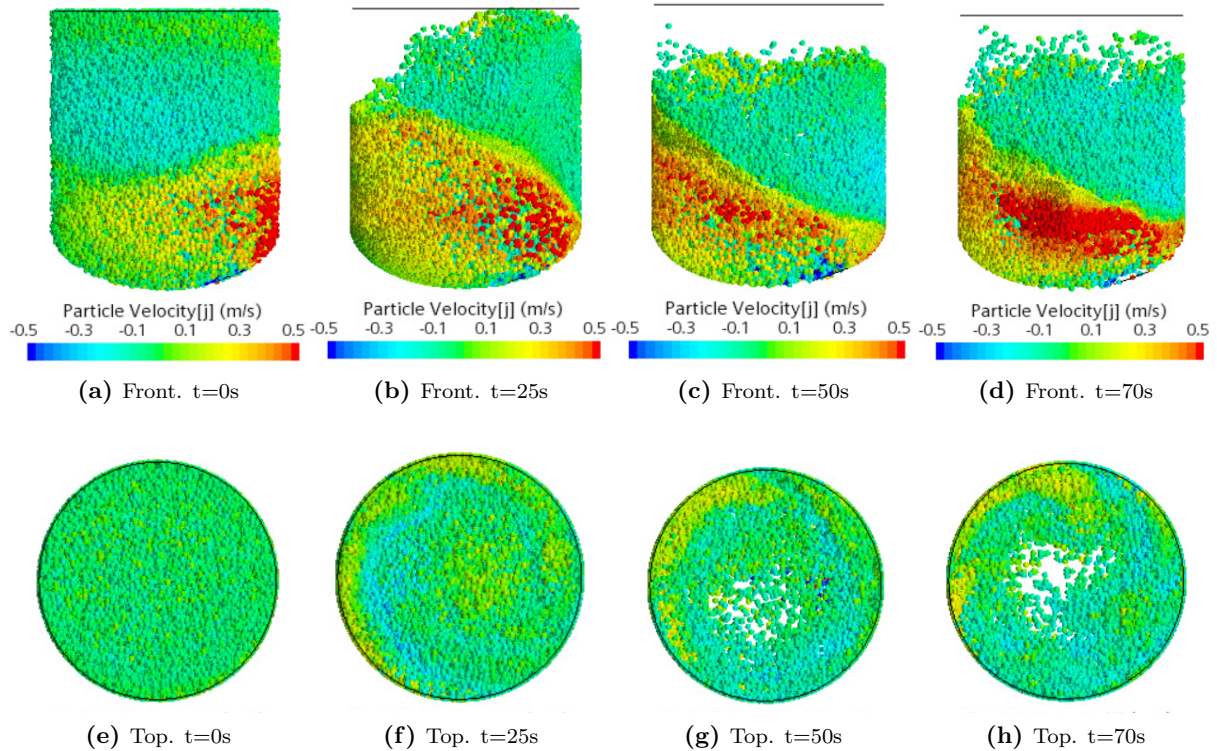 Particle Velocity[j] (m/s)
-0.5 -0.3 -0.1 0.1 0.3 0.5
(a) Front. t=0s
Particle Velocity[j] (m/s)
-0.5 -0.3 -0.1 0.1 0.3 0.5
(b) Front. t=25s
Particle Velocity[j] (m/s)
-0.5 -0.3 -0.1 0.1 0.3 0.5
(c) Front. t=50s
Particle Velocity[j] (m/s)
-0.5 -0.3 -0.1 0.1 0.3 0.5
(d) Front. t=70s
(e) Top. t=0s
(f) Top. t=25s
(g) Top. t=50s
(h) Top. t=70s